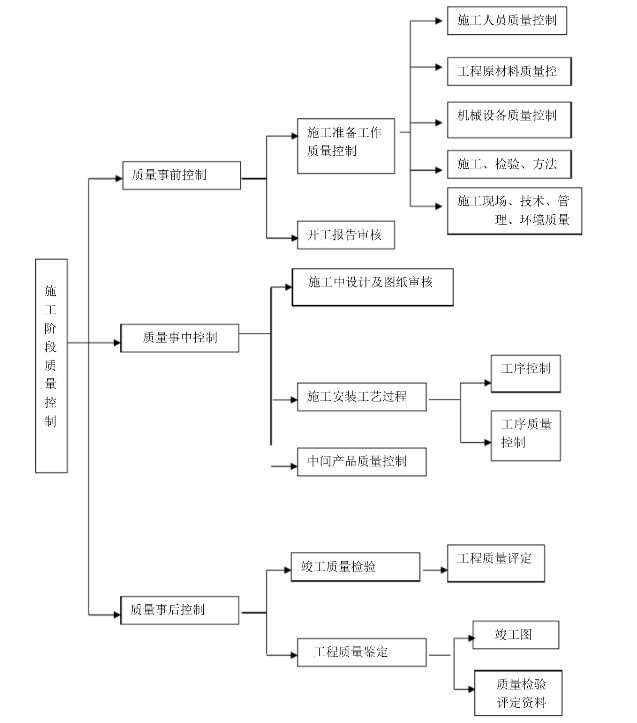 施工人员质量控制
工程原材料质量控
机械设备质量控制
施工准备工作
质量控制
施工、检验、方法
质量事前控制
施工现场、技术、管
理、环境质量
开工报告审核
施工中设计及图纸审核
施工阶段质量控制
质量事中控制
工序控制
施工安装工艺过程
工序质量
控制
中间产品质量控制
竣工质量检验
工程质量评定
质量事后控制
竣工图
工程质量鉴定
质量检验
评定资料